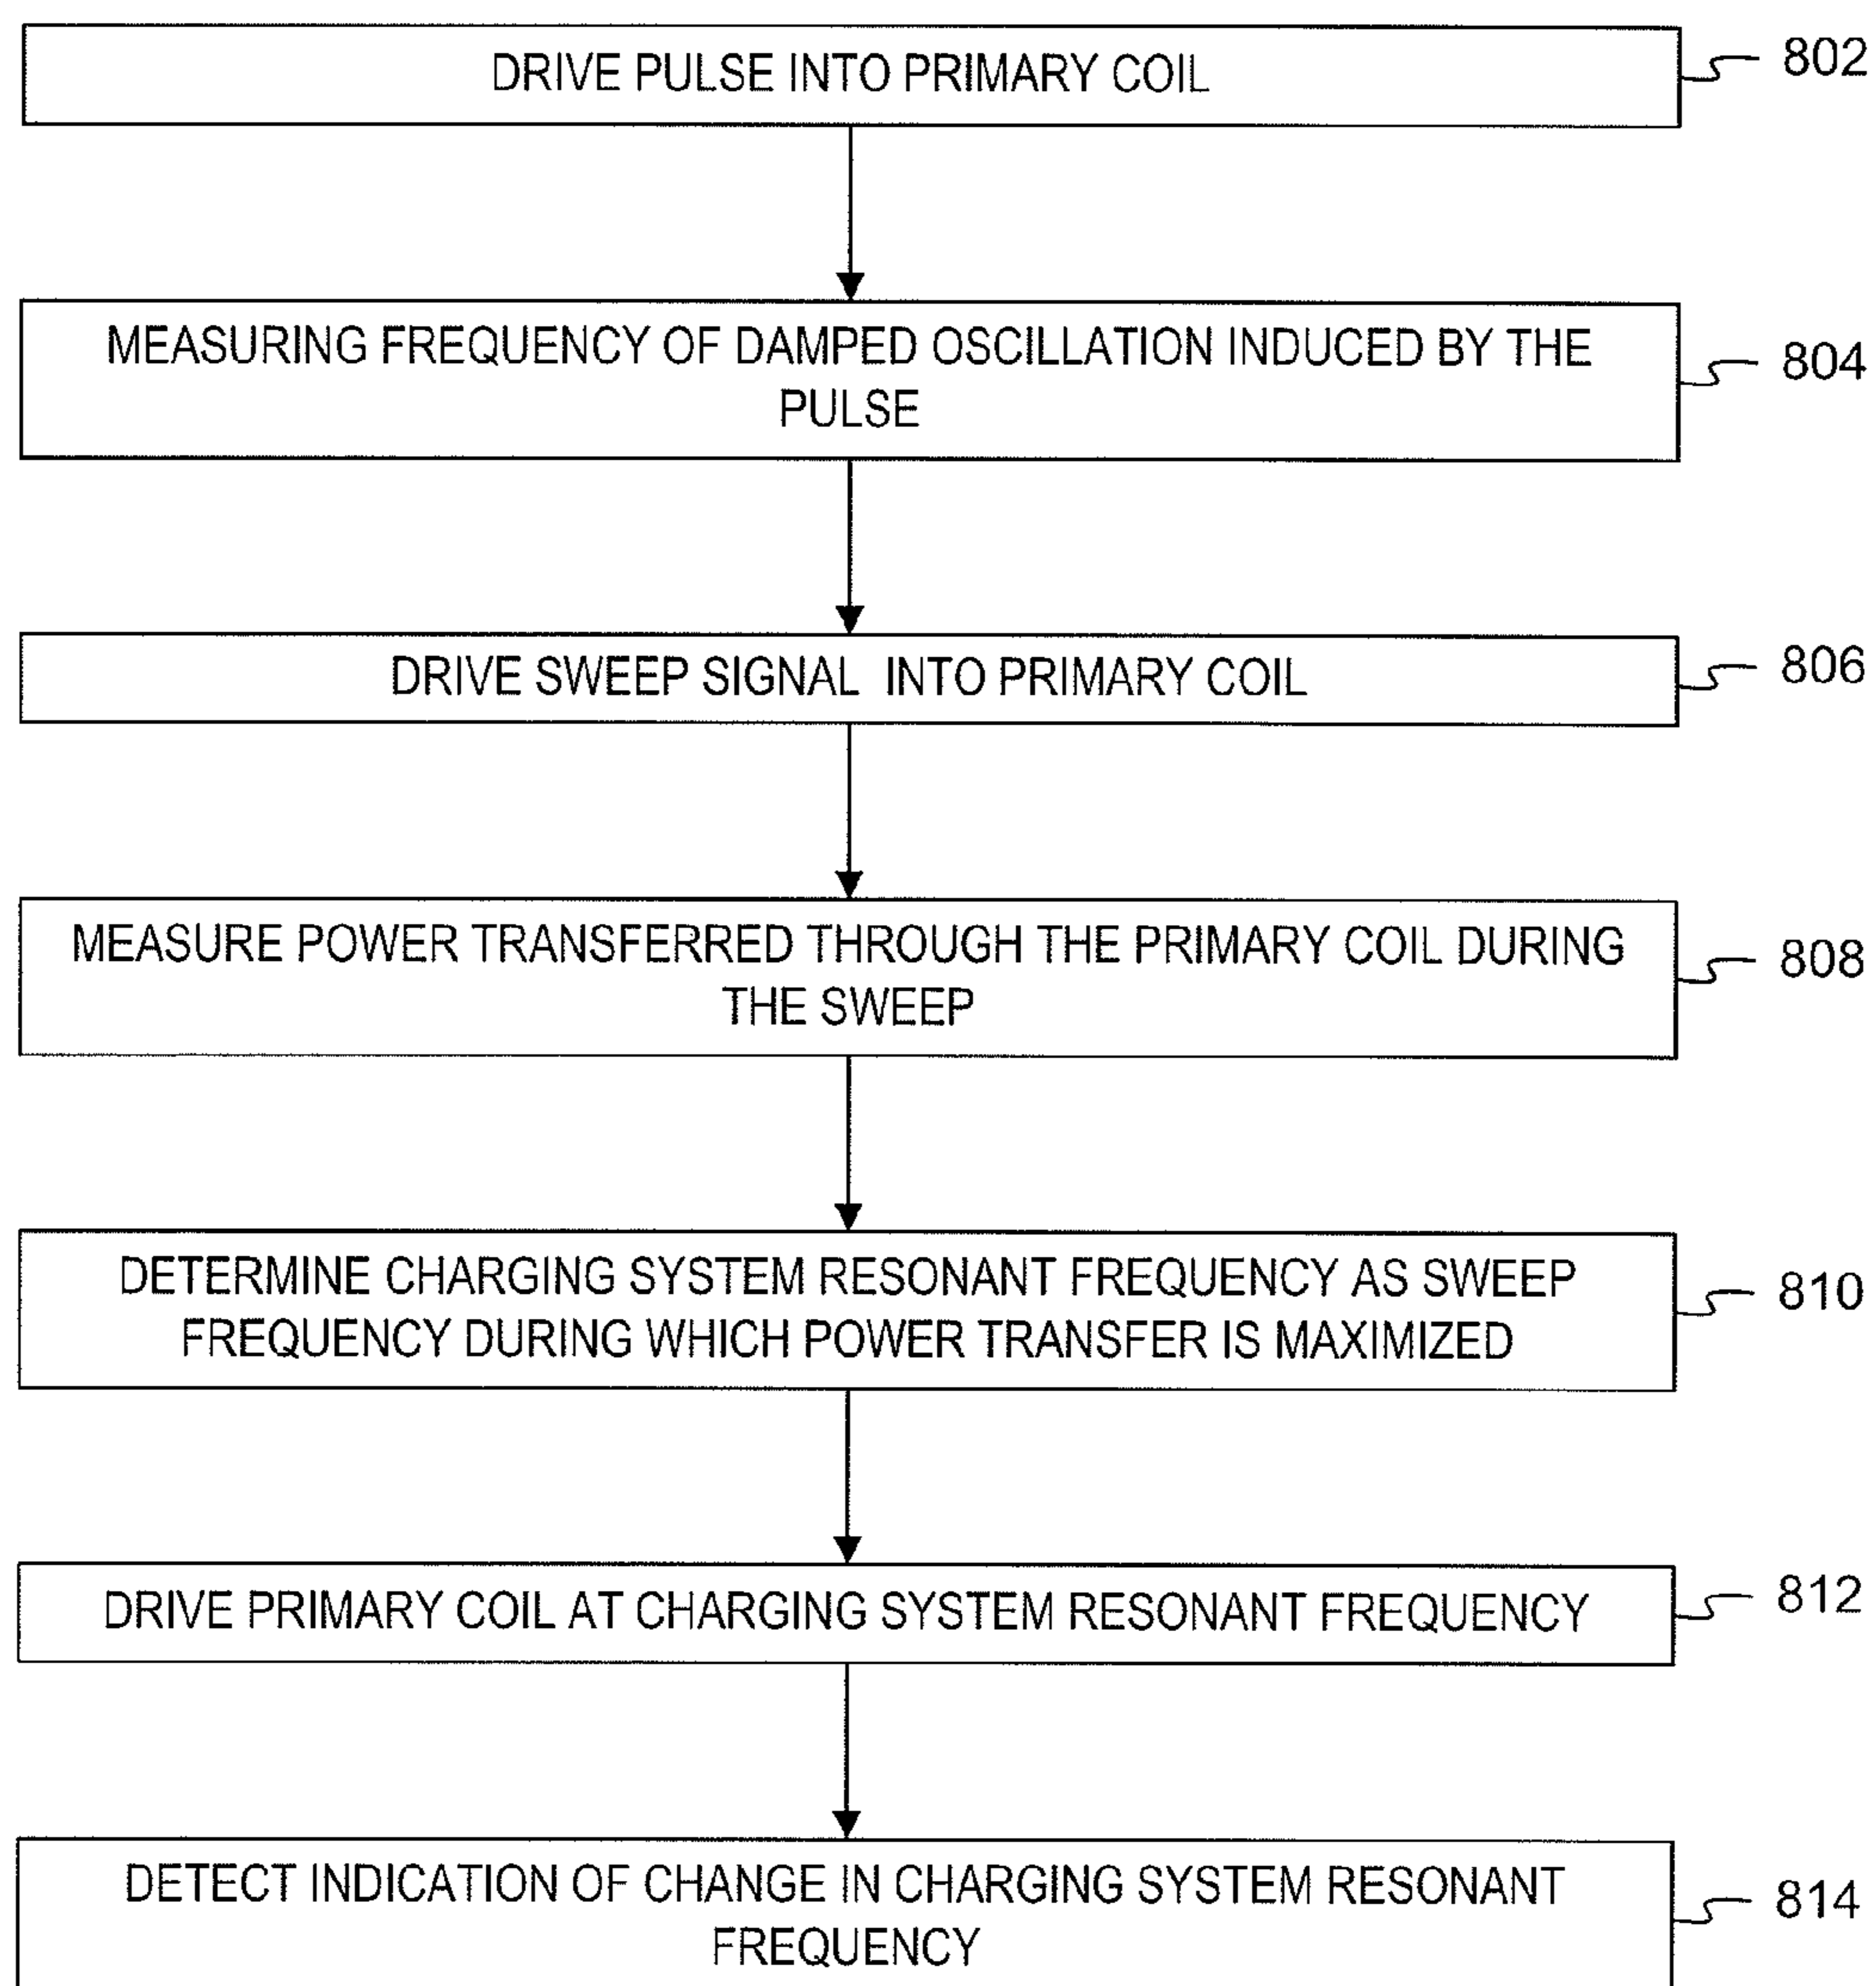 DRIVE PULSE INTO PRIMARY COIL
802
MEASURING FREQUENCY OF DAMPED OSCILLATION INDUCED BY THE
PULSE
804
DRIVE SWEEP SIGNAL INTO PRIMARY COIL
806
MEASURE POWER TRANSFERRED THROUGH THE PRIMARY COIL DURING
THE SWEEP
808
DETERMINE CHARGING SYSTEM RESONANT FREQUENCY AS SWEEP
FREQUENCY DURING WHICH POWER TRANSFER IS MAXIMIZED
810
DRIVE PRIMARY COIL AT CHARGING SYSTEM RESONANT FREQUENCY
812
DETECT INDICATION OF CHANGE IN CHARGING SYSTEM RESONANT
FREQUENCY
814